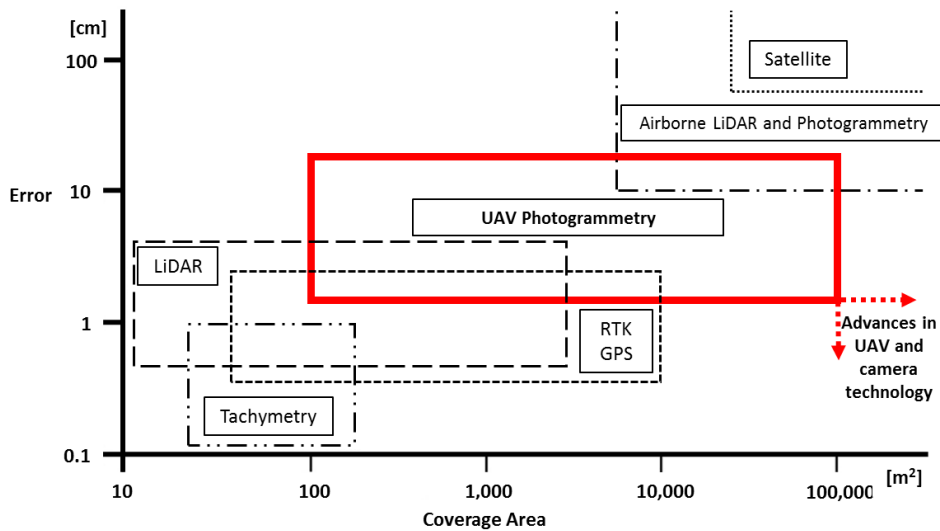 [cm]
100
Satellite
Airborne LiDAR and Photogrammetry
Error
10
UAV Photogrammetry
LiDAR
1
RTK
GPS
Advances in
UAV and
camera
technology
Tachymetry
0.1
10
100
1,000
10,000
100,000
[m²]
Coverage Area